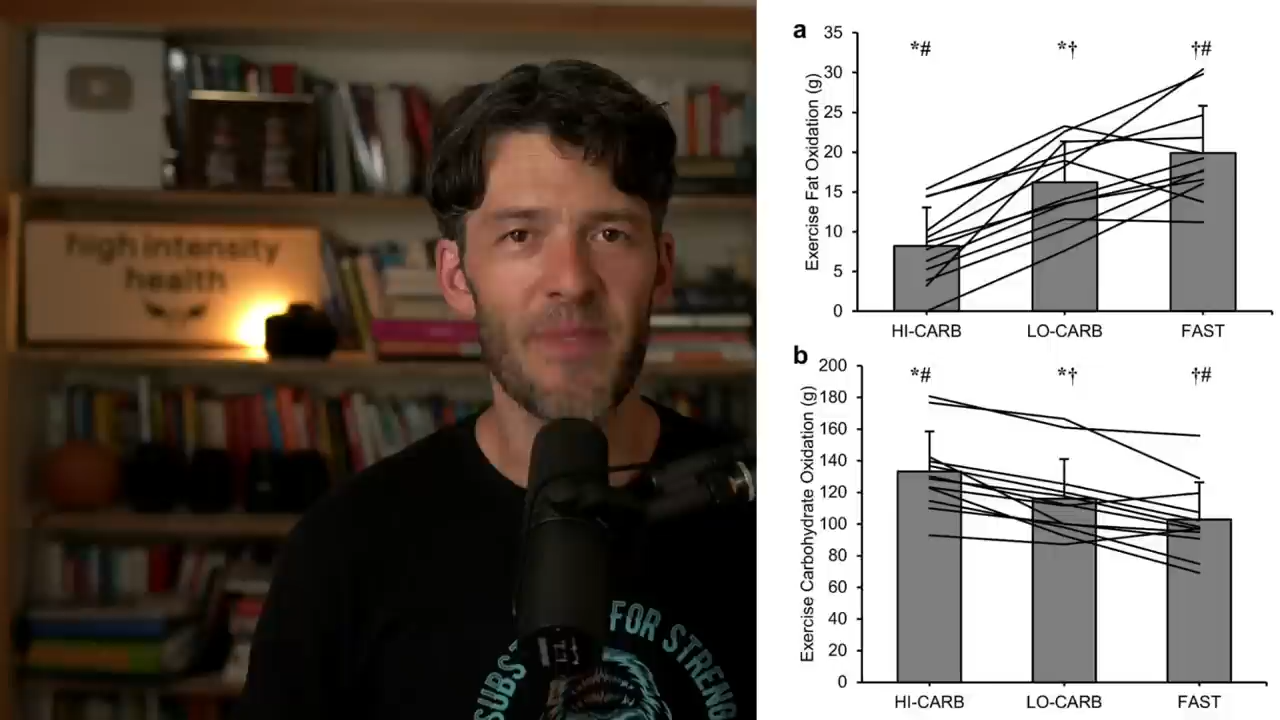 high intensity
health
SUBS
FOR STRENG
a
Exercise Fat Oxidation (g)
35
30
25
20
15
10
5
0
*#
*†
†#
HI-CARB
LO-CARB
FAST
b
Exercise Carbohydrate Oxidation (g)
200
180
160
140
120
100
80
60
40
20
0
*#
*†
†#
HI-CARB
LO-CARB
FAST